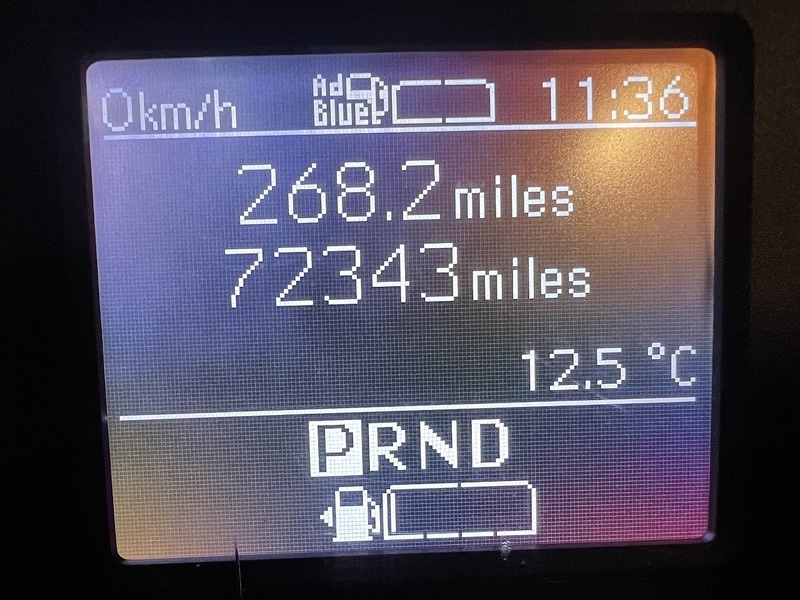 0km/h Ad Blue 11:36
268.2 miles
72343 miles
12.5 °C
PRND